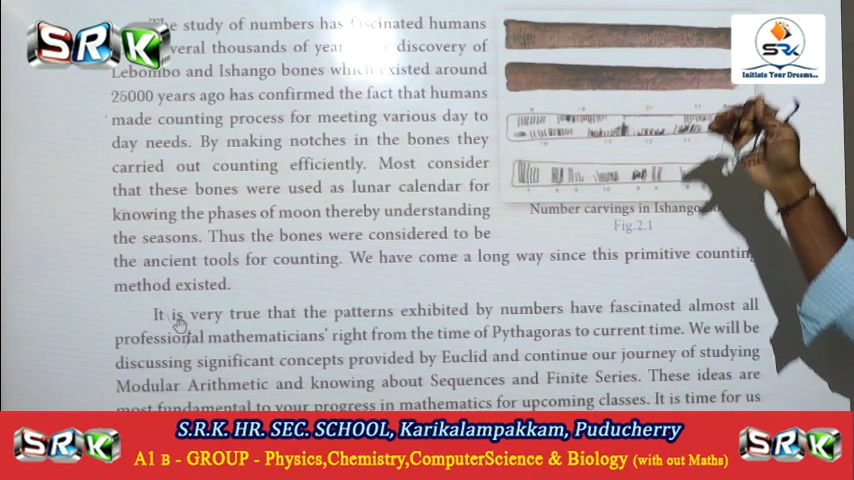 The study of numbers has fascinated humans
several thousands of year discovery of
Lebombo and Ishango bones which existed around
25000 years ago has confirmed the fact that humans
made counting process for meeting various day to
day needs. By making notches in the bones they
carried out counting efficiently. Most consider
that these bones were used as lunar calendar for
knowing the phases of moon thereby understanding
the seasons. Thus the bones were considered to be
the ancient tools for counting. We have come a long way since this primitive counting
method existed.
Number carvings in Ishango
Fig.2.1
It is very true that the patterns exhibited by numbers have fascinated almost all
professional mathematicians' right from the time of Pythagoras to current time. We will be
discussing significant concepts provided by Euclid and continue our journey of studying
Modular Arithmetic and knowing about Sequences and Finite Series. These ideas are
most fundamental to your progress in mathematics for upcoming classes. It is time for us
SRK
SRK
Initiate Your Dreams...
SRK
S.R.K. HR. SEC. SCHOOL, Karikalampakkam, Puducherry
A1 B - GROUP - Physics,Chemistry,ComputerScience & Biology (with out Maths)
SRK